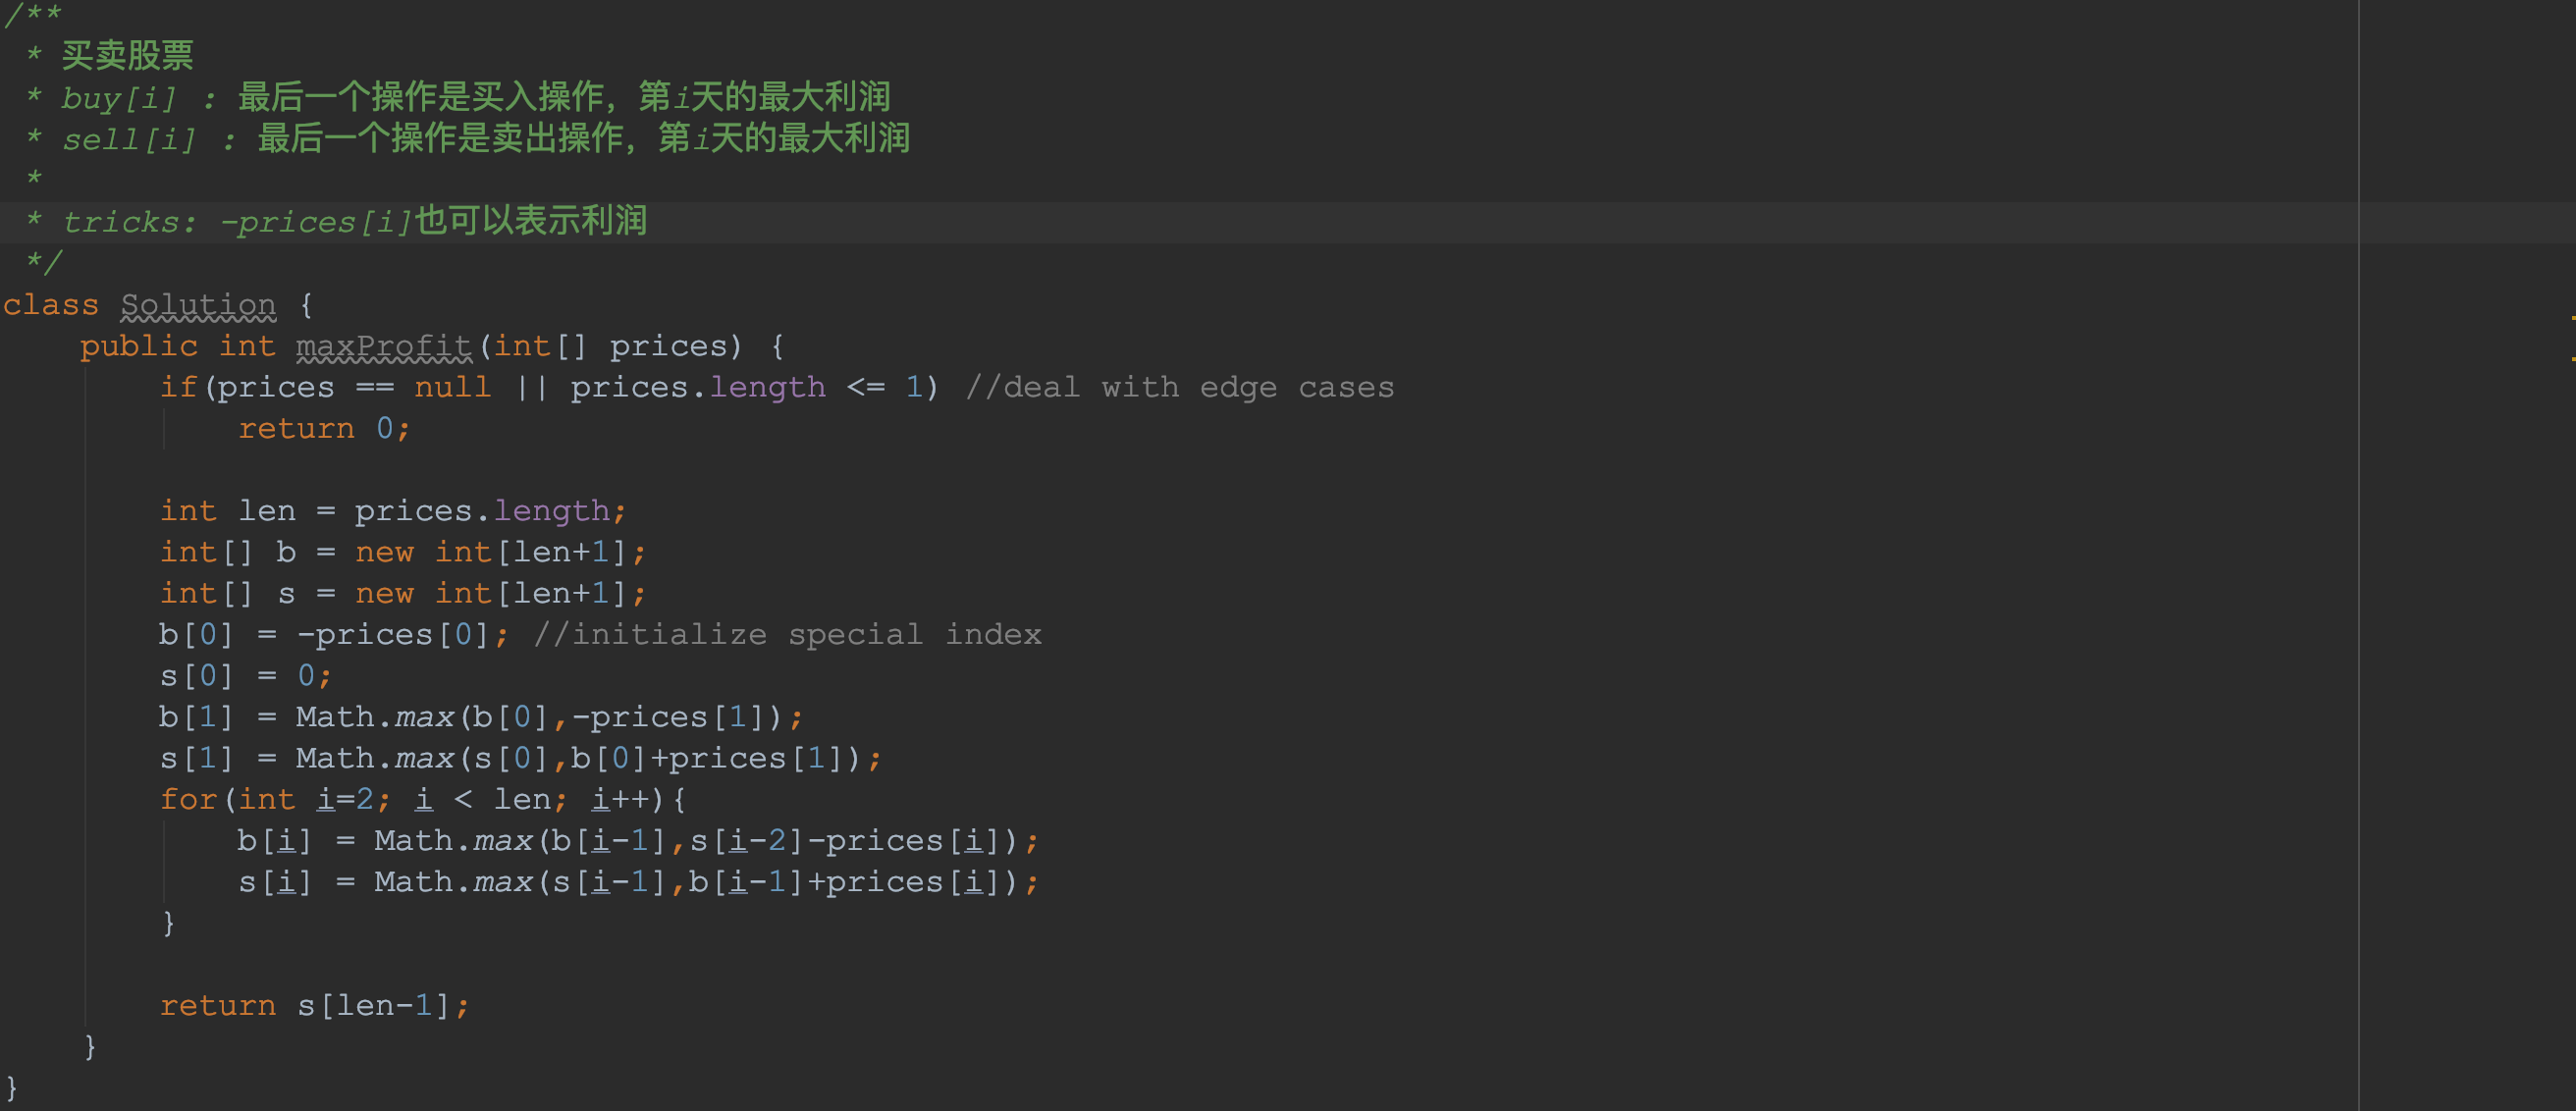 /**
 * 买卖股票
 * buy[i] : 最后一个操作是买入操作，第i天的最大利润
 * sell[i] : 最后一个操作是卖出操作，第i天的最大利润
 *
 * tricks: -prices[i]也可以表示利润
 */
class Solution {
    public int maxProfit(int[] prices) {
        if(prices == null || prices.length <= 1) //deal with edge cases
            return 0;

        int len = prices.length;
        int[] b = new int[len+1];
        int[] s = new int[len+1];
        b[0] = -prices[0]; //initialize special index
        s[0] = 0;
        b[1] = Math.max(b[0],-prices[1]);
        s[1] = Math.max(s[0],b[0]+prices[1]);
        for(int i=2; i < len; i++){
            b[i] = Math.max(b[i-1],s[i-2]-prices[i]);
            s[i] = Math.max(s[i-1],b[i-1]+prices[i]);
        }

        return s[len-1];
    }
}